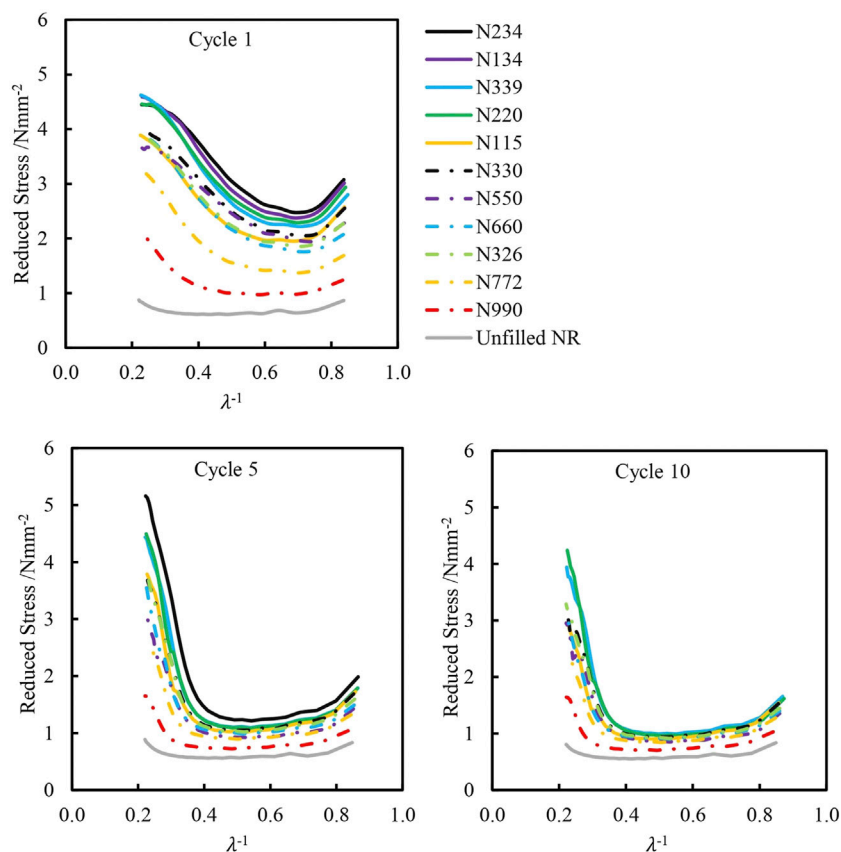 Cycle 1
6
5
4
3
2
1
0
Reduced Stress /Nmm-2
0.0 0.2 0.4 0.6 0.8 1.0
λ-1
N234
N134
N339
N220
N115
N330
N550
N660
N326
N772
N990
Unfilled NR
Cycle 5
6
5
4
3
2
1
0
Reduced Stress /Nmm-2
0.0 0.2 0.4 0.6 0.8 1.0
λ-1
Cycle 10
6
5
4
3
2
1
0
Reduced Stress /Nmm-2
0.0 0.2 0.4 0.6 0.8 1.0
λ-1